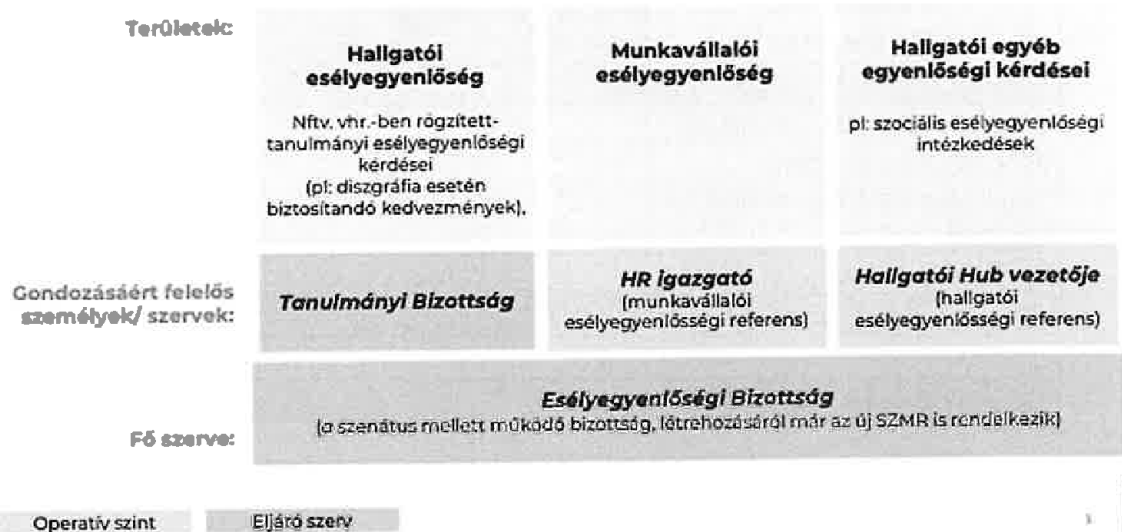 Területek:
Hallgatói
esélyegyenlőség
Nftv. vhr.-ben rögzített-
tanulmányi esélyegyenlőségi
kérdései
(pl: diszgráfia esetén
biztosítandó kedvezmények).
Munkavállalói
esélyegyenlőség
Hallgatói egyéb
egyenlőségi kérdései
pl: szociális esélyegyenlőségi
intézkedések
Gondozásáért felelős
személyek/ szervek:
Tanulmányi Bizottság
HR igazgató
(munkavállalói
esélyegyenlősségi referens)
Hallgatói Hub vezetője
(hallgatói
esélyegyenlősségi referens)
Fő szerve:
Esélyegyenlőségi Bizottság
(a szenátus mellett működő bizottság, létrehozásáról már az új SZMR is rendelkezik)
Operatív szint
Eljáró szerv